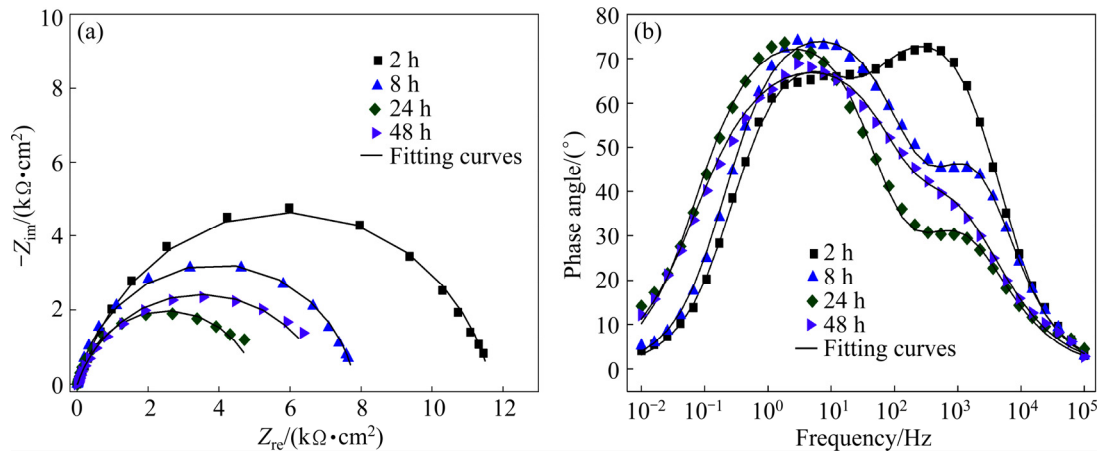 (a)
10
8
6
4
2
0
−Zim/(kΩ•cm²)
0 2 4 6 8 10 12
Zre/(kΩ•cm²)
2 h
8 h
24 h
48 h
Fitting curves
(b)
80
70
60
50
40
30
20
10
0
Phase angle/(°)
10⁻² 10⁻¹ 10⁰ 10¹ 10² 10³ 10⁴ 10⁵
Frequency/Hz
2 h
8 h
24 h
48 h
Fitting curves